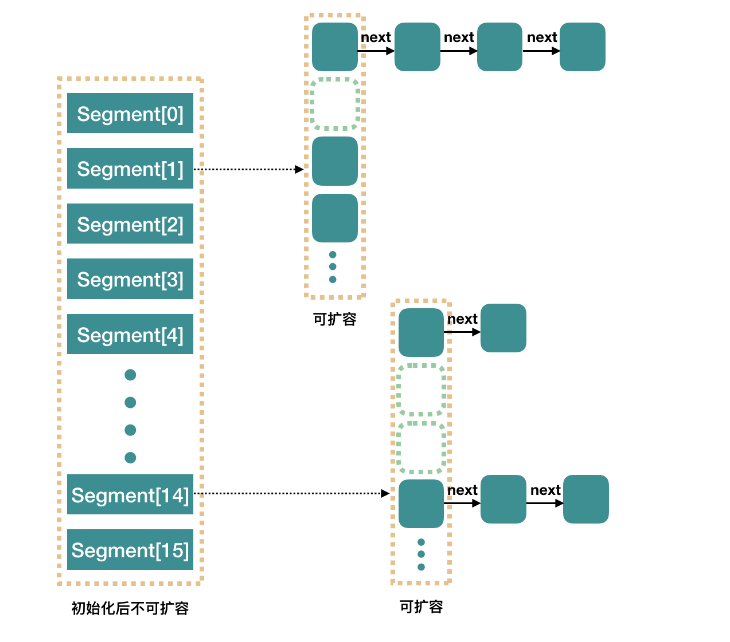 Segment[0]
Segment[1]
Segment[2]
Segment[3]
Segment[4]
Segment[14]
Segment[15]
初始化后不可扩容
next next next
可扩容
next
next next
可扩容